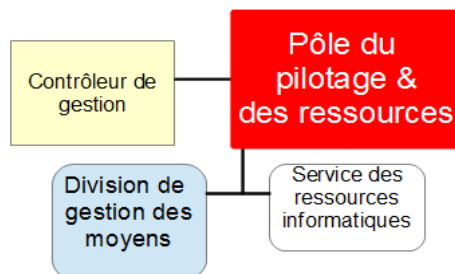 Pôle du
pilotage &
des ressources
Contrôleur de
gestion
Division de
gestion des
moyens
Service des
ressources
informatiques